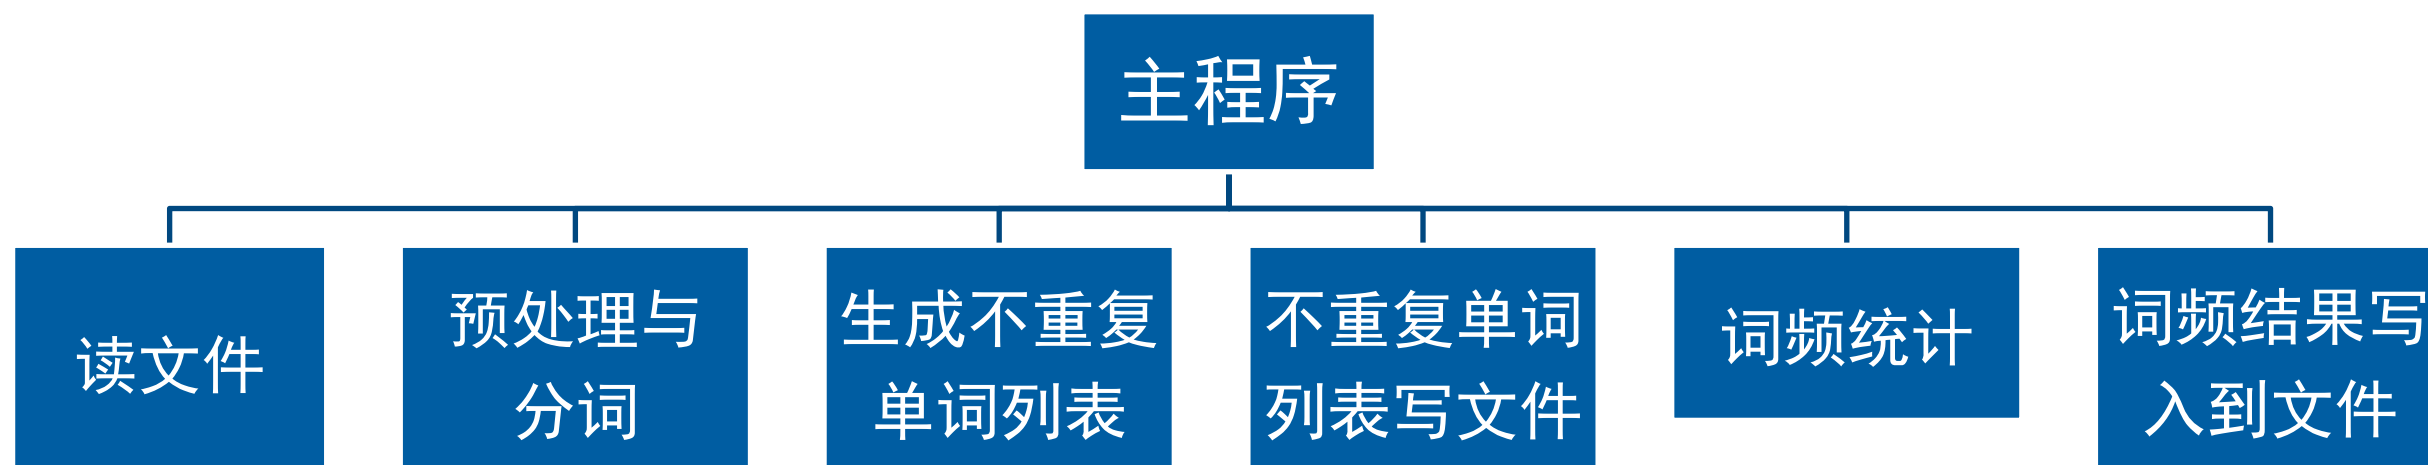 主程序
读文件
预处理与
分词
生成不重复
单词列表
不重复单词
列表写文件
词频统计
词频结果写
入到文件